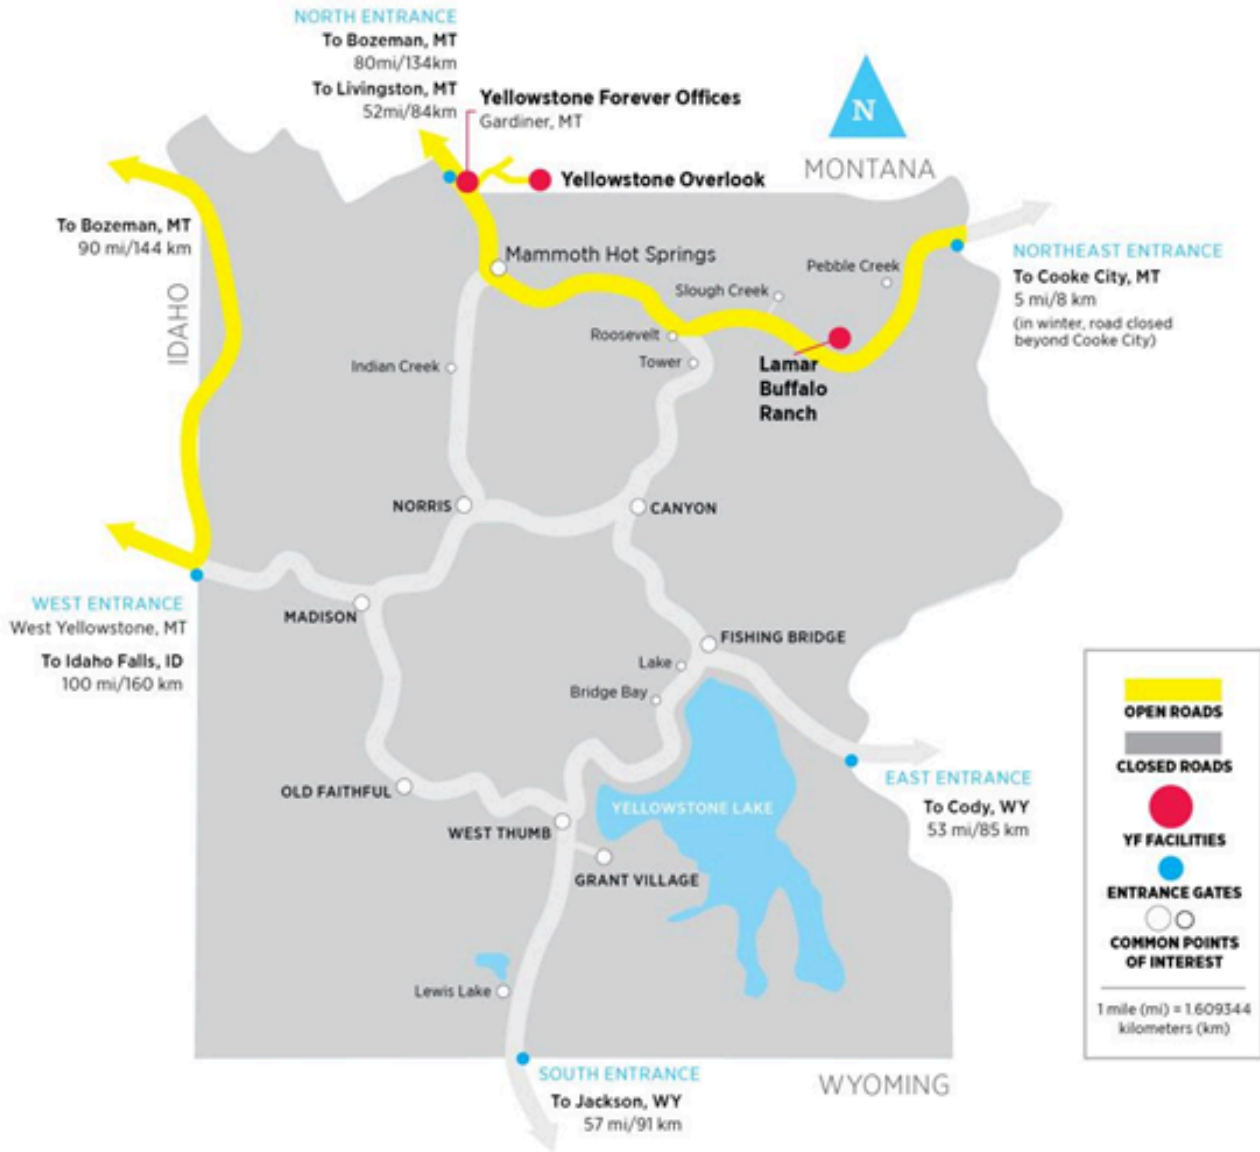 NORTH ENTRANCE
To Bozeman, MT
80mi/134km
To Livingston, MT
52mi/84km
Yellowstone Forever Offices
Gardiner, MT
N
MONTANA
Yellowstone Overlook
To Bozeman, MT
90 mi/144 km
IDAHO
Mammoth Hot Springs
Pebble Creek
Slough Creek
NORTHEAST ENTRANCE
To Cooke City, MT
5 mi/8 km
(in winter, road closed
beyond Cooke City)
Roosevelt
Tower
Indian Creek
Lamar
Buffalo
Ranch
NORRIS
CANYON
WEST ENTRANCE
West Yellowstone, MT
To Idaho Falls, ID
100 mi/160 km
MADISON
FISHING BRIDGE
Lake
Bridge Bay
OLD FAITHFUL
YELLOWSTONE LAKE
WEST THUMB
GRANT VILLAGE
EAST ENTRANCE
To Cody, WY
53 mi/85 km
Lewis Lake
SOUTH ENTRANCE
To Jackson, WY
57 mi/91 km
WYOMING
OPEN ROADS
CLOSED ROADS
YF FACILITIES
ENTRANCE GATES
COMMON POINTS
OF INTEREST
1 mile (mi) = 1.609344
kilometers (km)